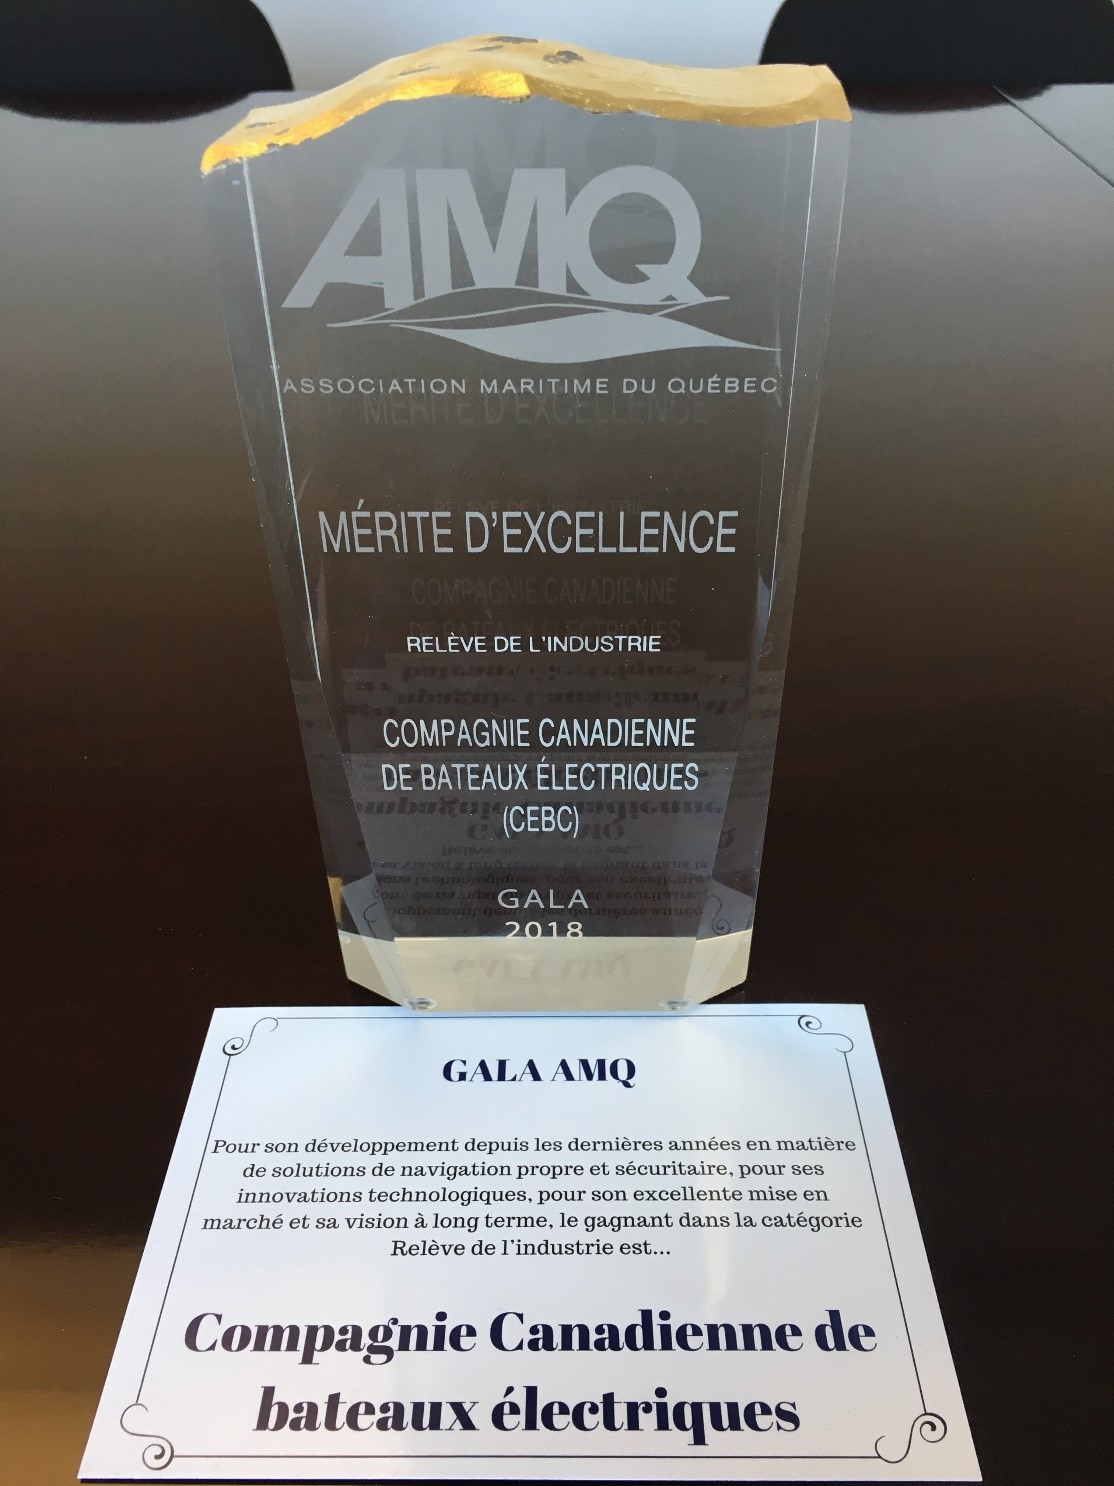 AMQ
ASSOCIATION MARITIME DU QUÉBEC
MÉRITE D'EXCELLENCE
RELÈVE DE L'INDUSTRIE
COMPAGNIE CANADIENNE
DE BATEAUX ÉLECTRIQUES
(CEBC)
GALA
2018
GALA AMQ
Pour son développement depuis les dernières années en matière
de solutions de navigation propre et sécuritaire, pour ses
innovations technologiques, pour son excellente mise en
marché et sa vision à long terme, le gagnant dans la catégorie
Relève de l'industrie est...
Compagnie Canadienne de
bateaux électriques